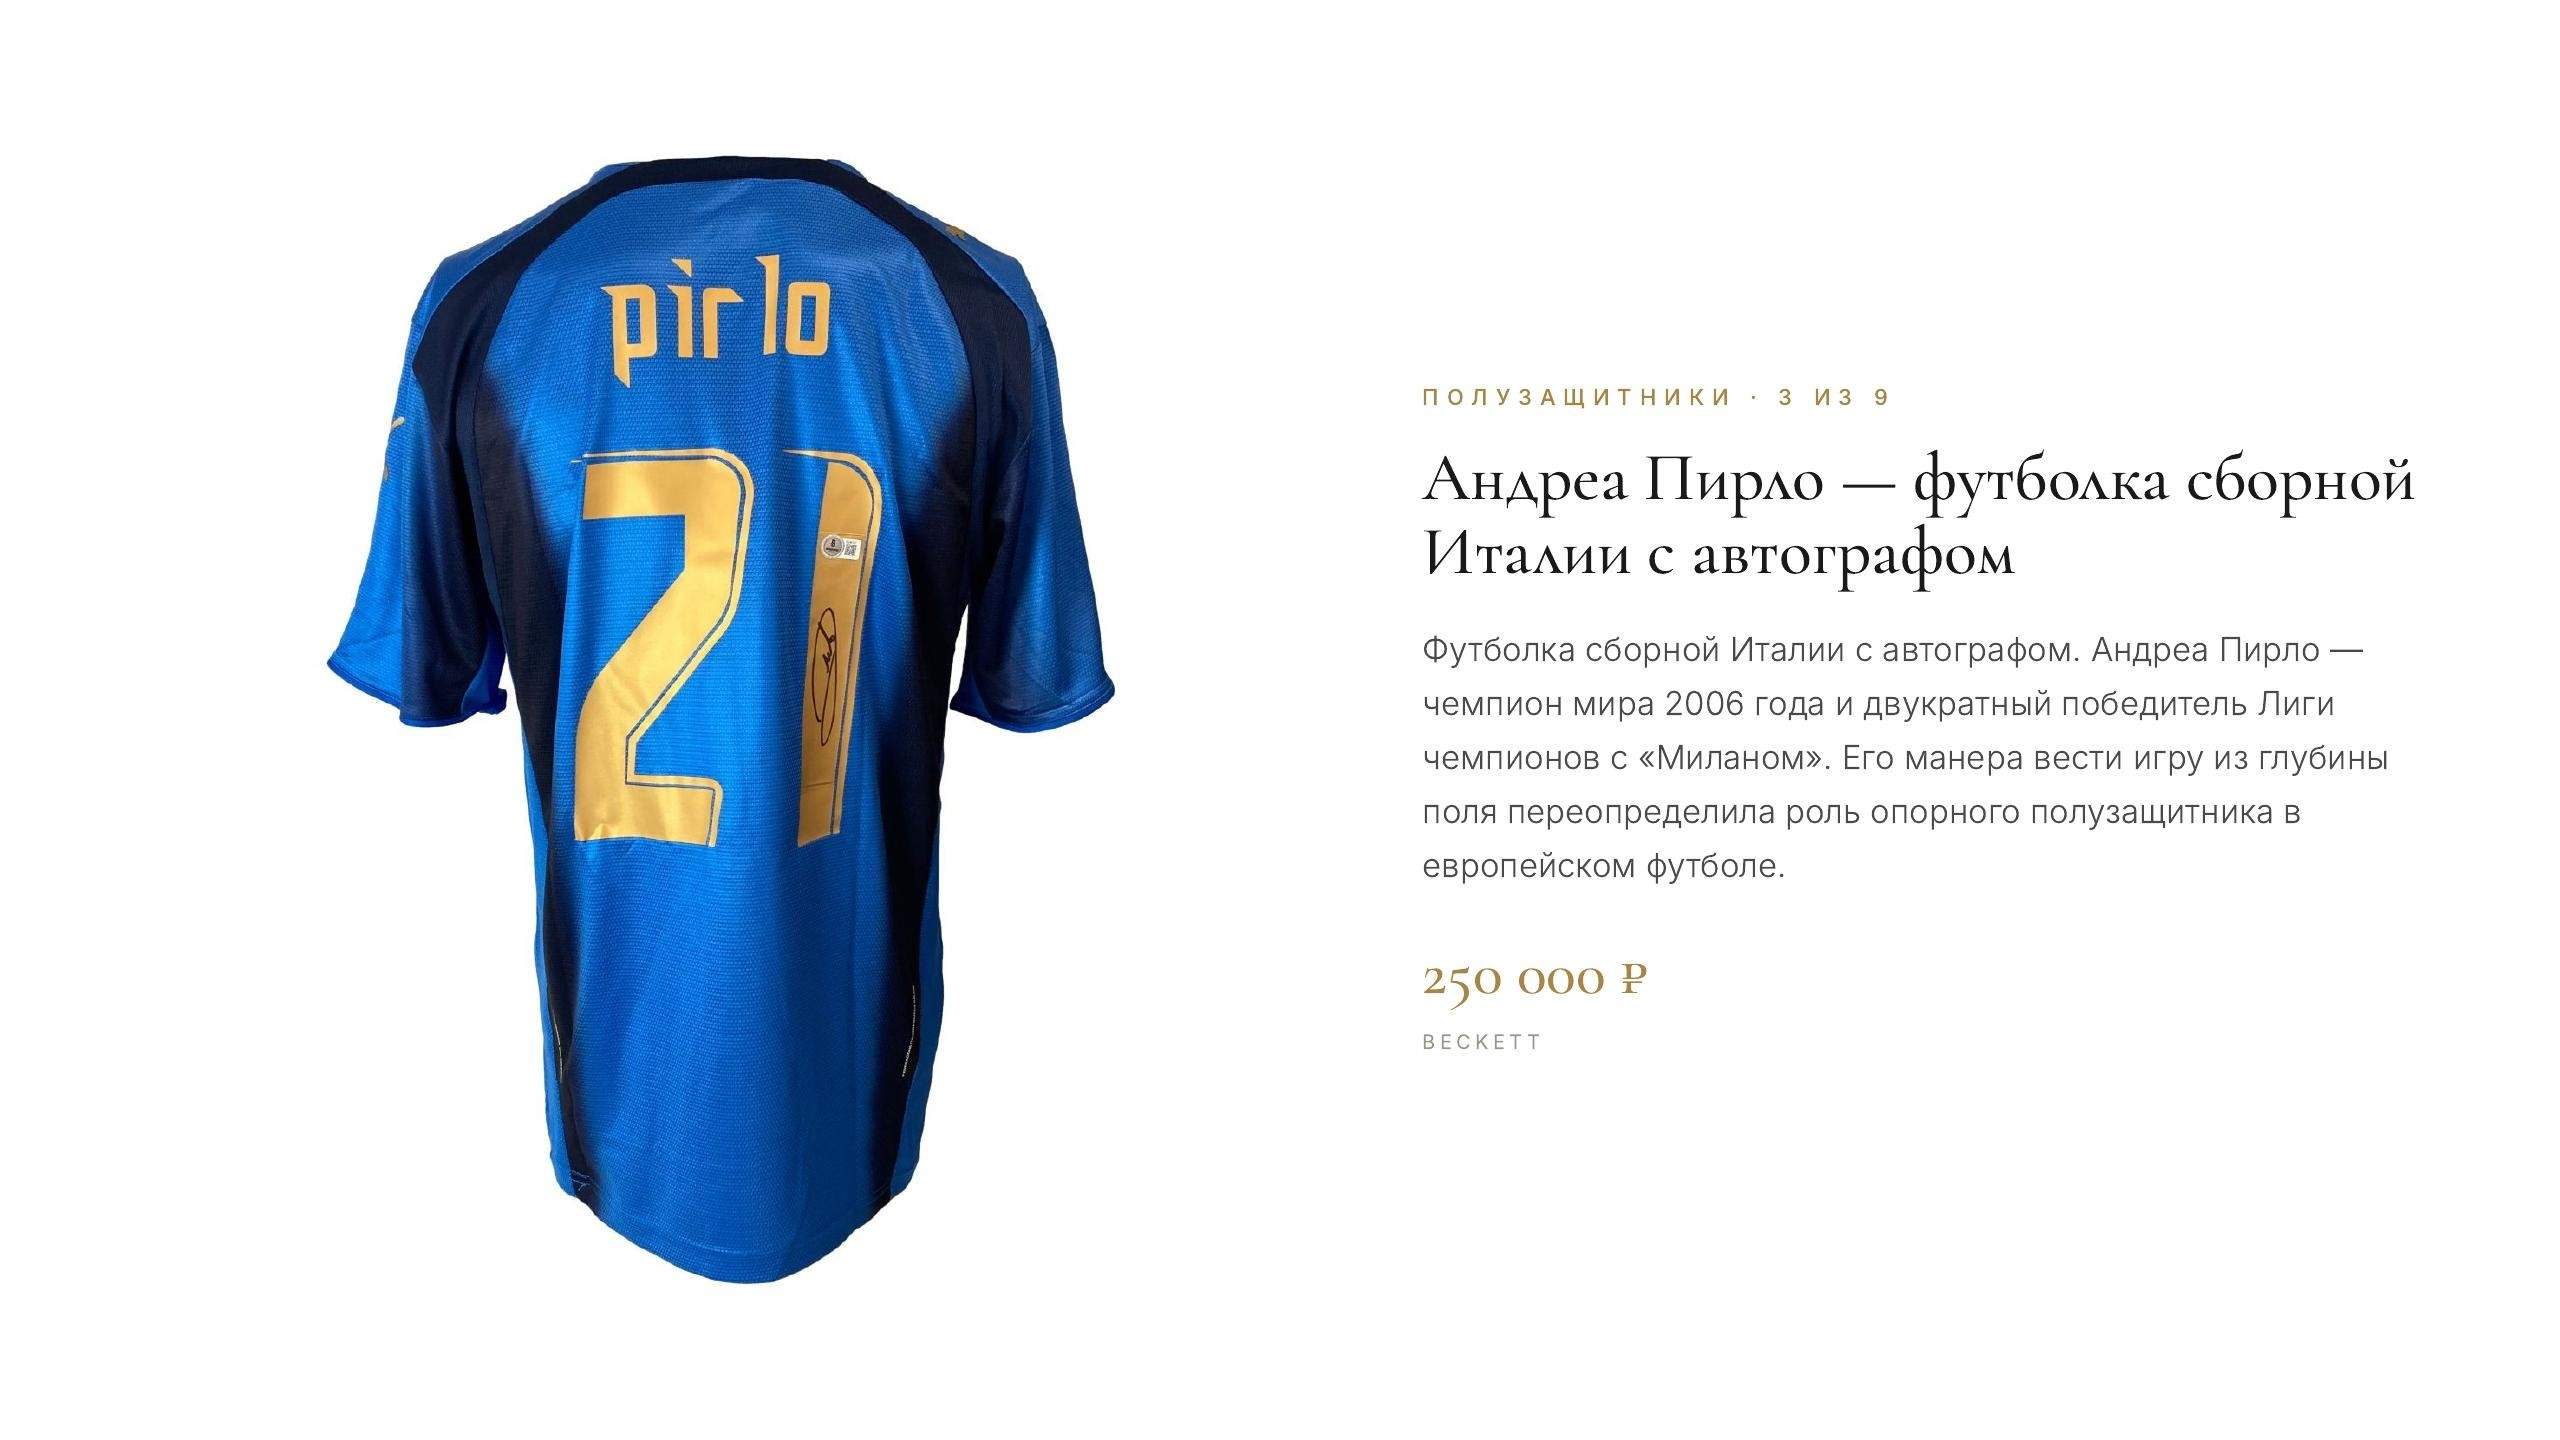 pirlo
21
ПОЛУЗАЩИТНИКИ · 3 ИЗ 9
Андреа Пирло — футболка сборной
Италии с автографом
Футболка сборной Италии с автографом. Андреа Пирло —
чемпион мира 2006 года и двукратный победитель Лиги
чемпионов с «Миланом». Его манера вести игру из глубины
поля переопределила роль опорного полузащитника в
европейском футболе.
250 000 ₽
BECKETT